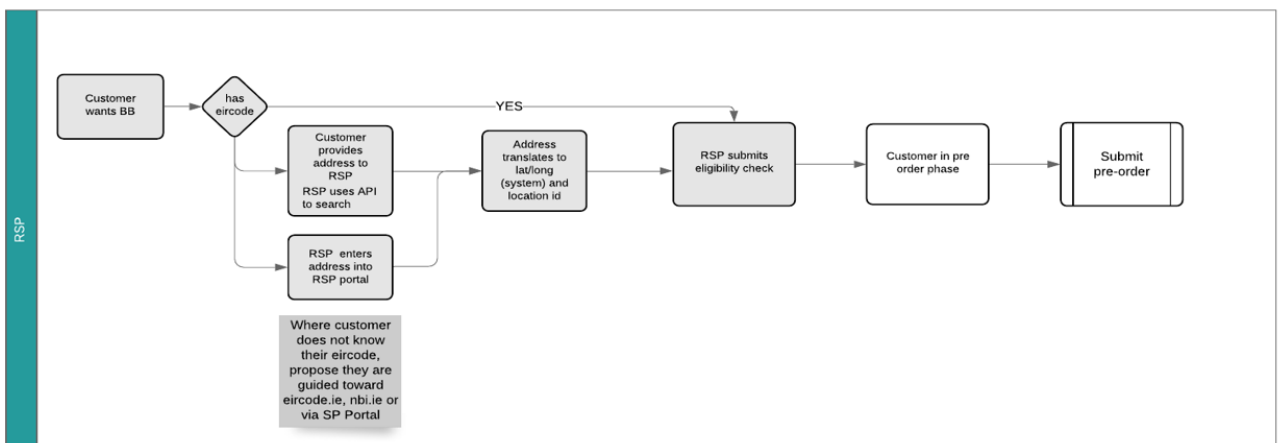 RSP
Customer
wants BB
has
eircode
YES
Customer
provides
address to
RSP
RSP uses API
to search
RSP  enters
address into
RSP portal
Where customer
does not know
their eircode,
propose they are
guided toward
eircode.ie, nbi.ie or
via SP Portal
Address
translates to
lat/long
(system) and
location id
RSP submits
eligibility check
Customer in pre
order phase
Submit
pre-order